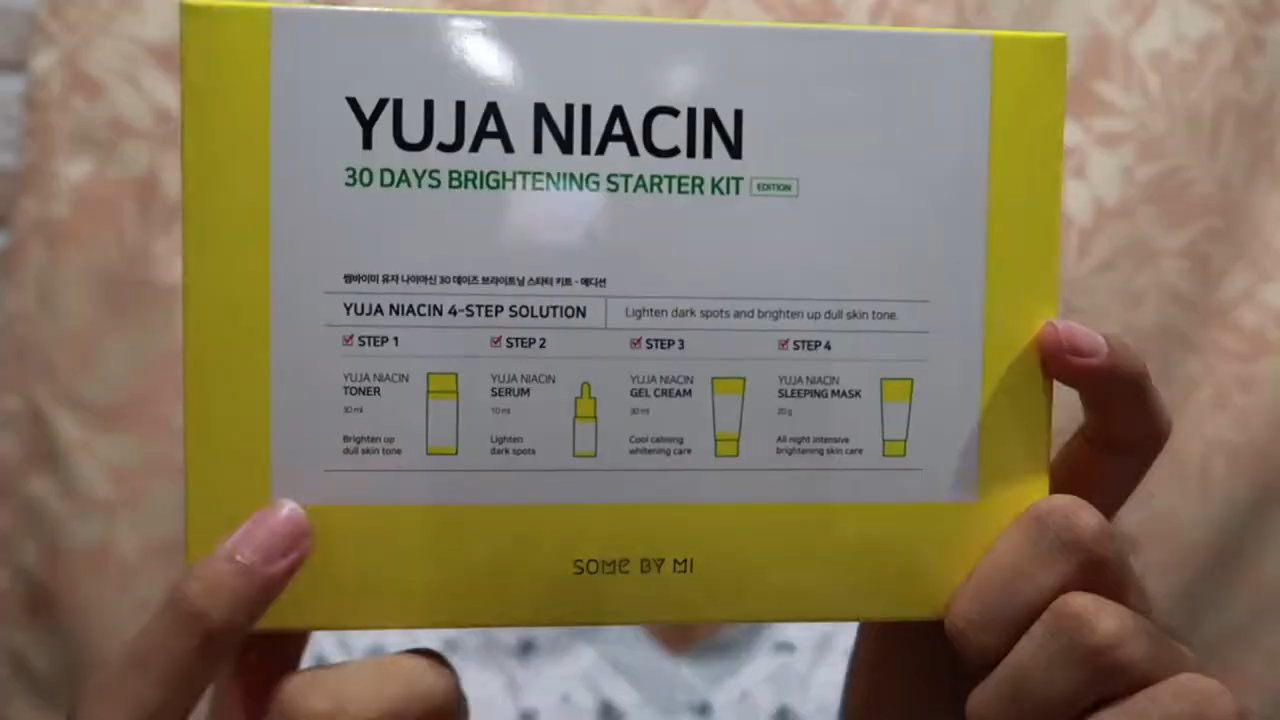 YUJA NIACIN
30 DAYS BRIGHTENING STARTER KIT EDITION
썸바이미 유자 나이아신 30 데이즈 브라이트닝 스타터 키트 - 에디션
YUJA NIACIN 4-STEP SOLUTION Lighten dark spots and brighten up dull skin tone.
STEP 1 STEP 2 STEP 3 STEP 4
YUJA NIACIN YUJA NIACIN YUJA NIACIN YUJA NIACIN
TONER SERUM GEL CREAM SLEEPING MASK
30 ml 10 ml 30 ml 20 g
Brighten up Lighten Cool calming All night intensive
dull skin tone dark spots whitening care brightening skin care
SOME BY MI